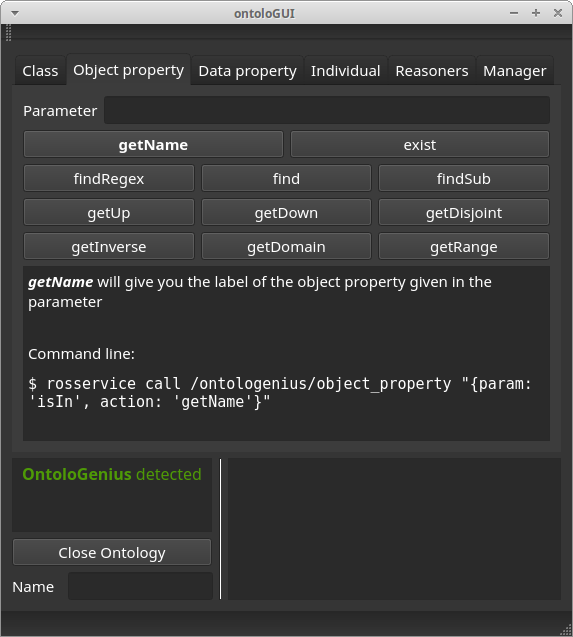 ontoloGUI
Class Object property Data property Individual Reasoners Manager
Parameter
getName exist
findRegex find findSub
getUp getDown getDisjoint
getInverse getDomain getRange
getName will give you the label of the object property given in the
parameter
Command line:
$ rosservice call /ontologenius/object_property "{param:
'isIn', action: 'getName'}"
OntoloGenius detected
Close Ontology
Name